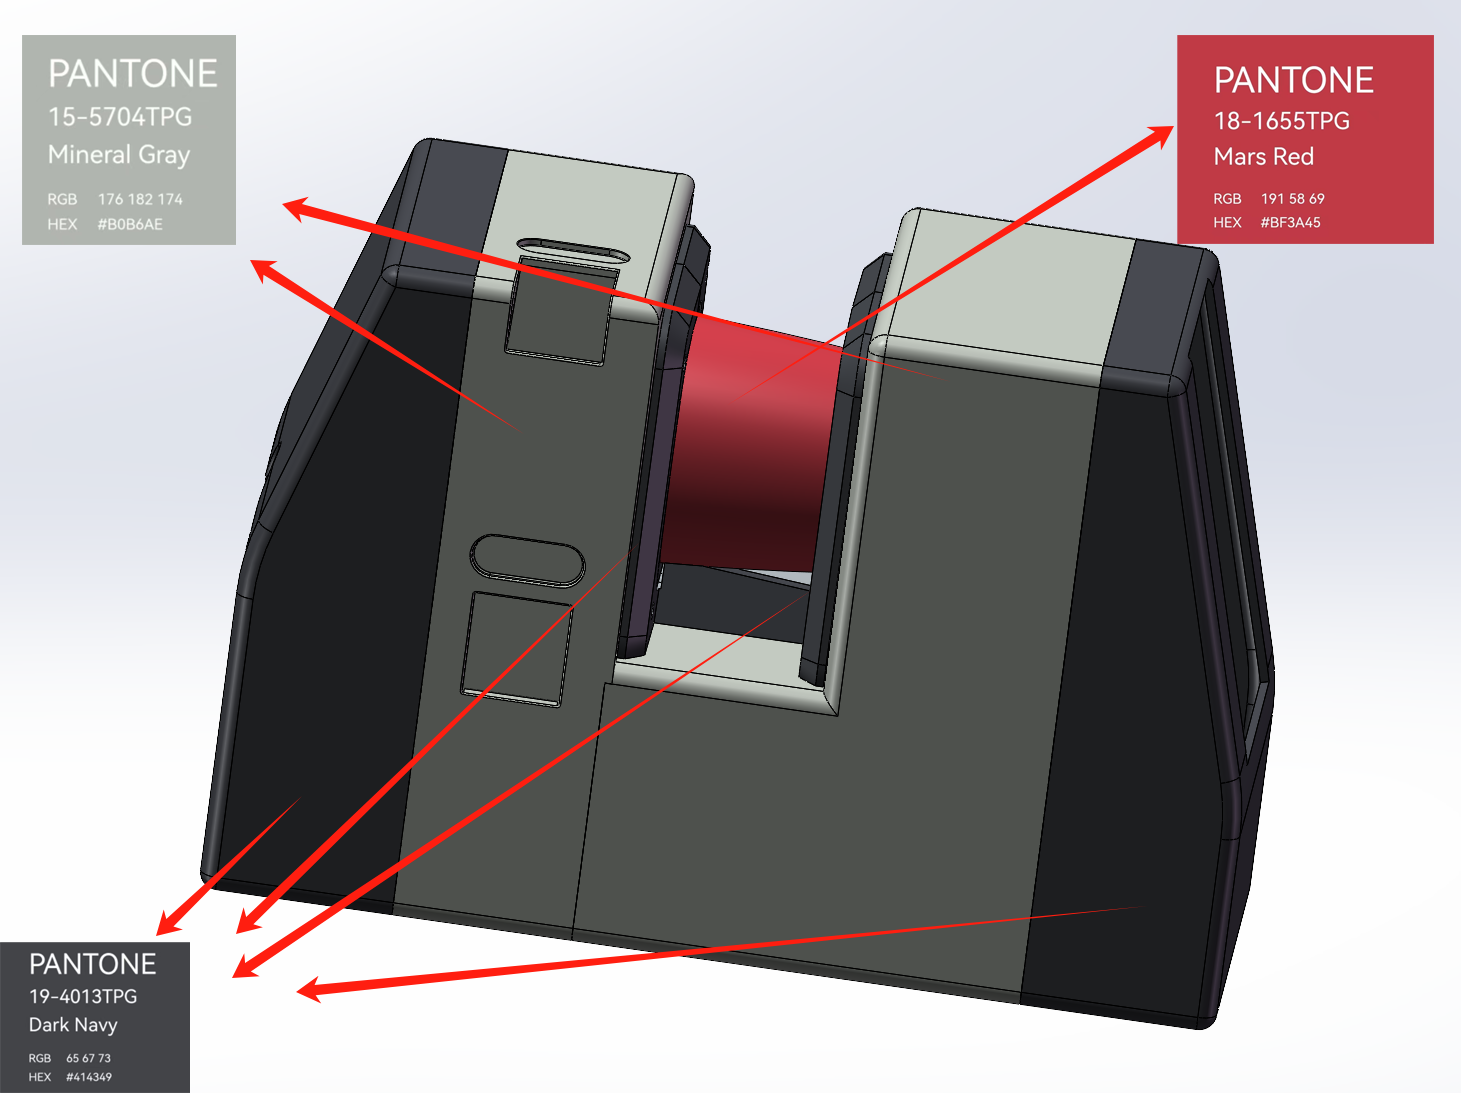 PANTONE
15-5704TPG
Mineral Gray
RGB 176 182 174
HEX #B0B6AE
PANTONE
18-1655TPG
Mars Red
RGB 191 58 69
HEX #BF3A45
PANTONE
19-4013TPG
Dark Navy
RGB 65 67 73
HEX #414349